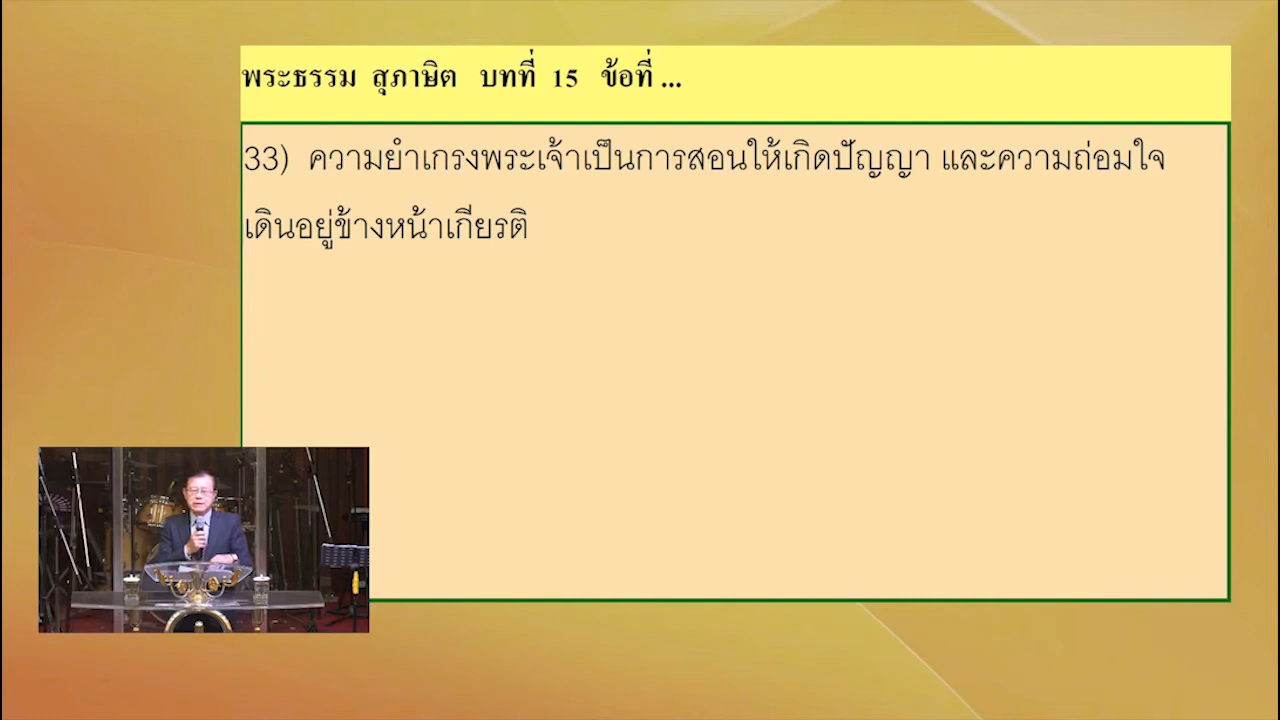 พระธรรม สุภาษิต บทที่ 15 ข้อที่ ...
33) ความยำเกรงพระเจ้าเป็นการสอนให้เกิดปัญญา และความถ่อมใจ
เดินอยู่ข้างหน้าเกียรติ